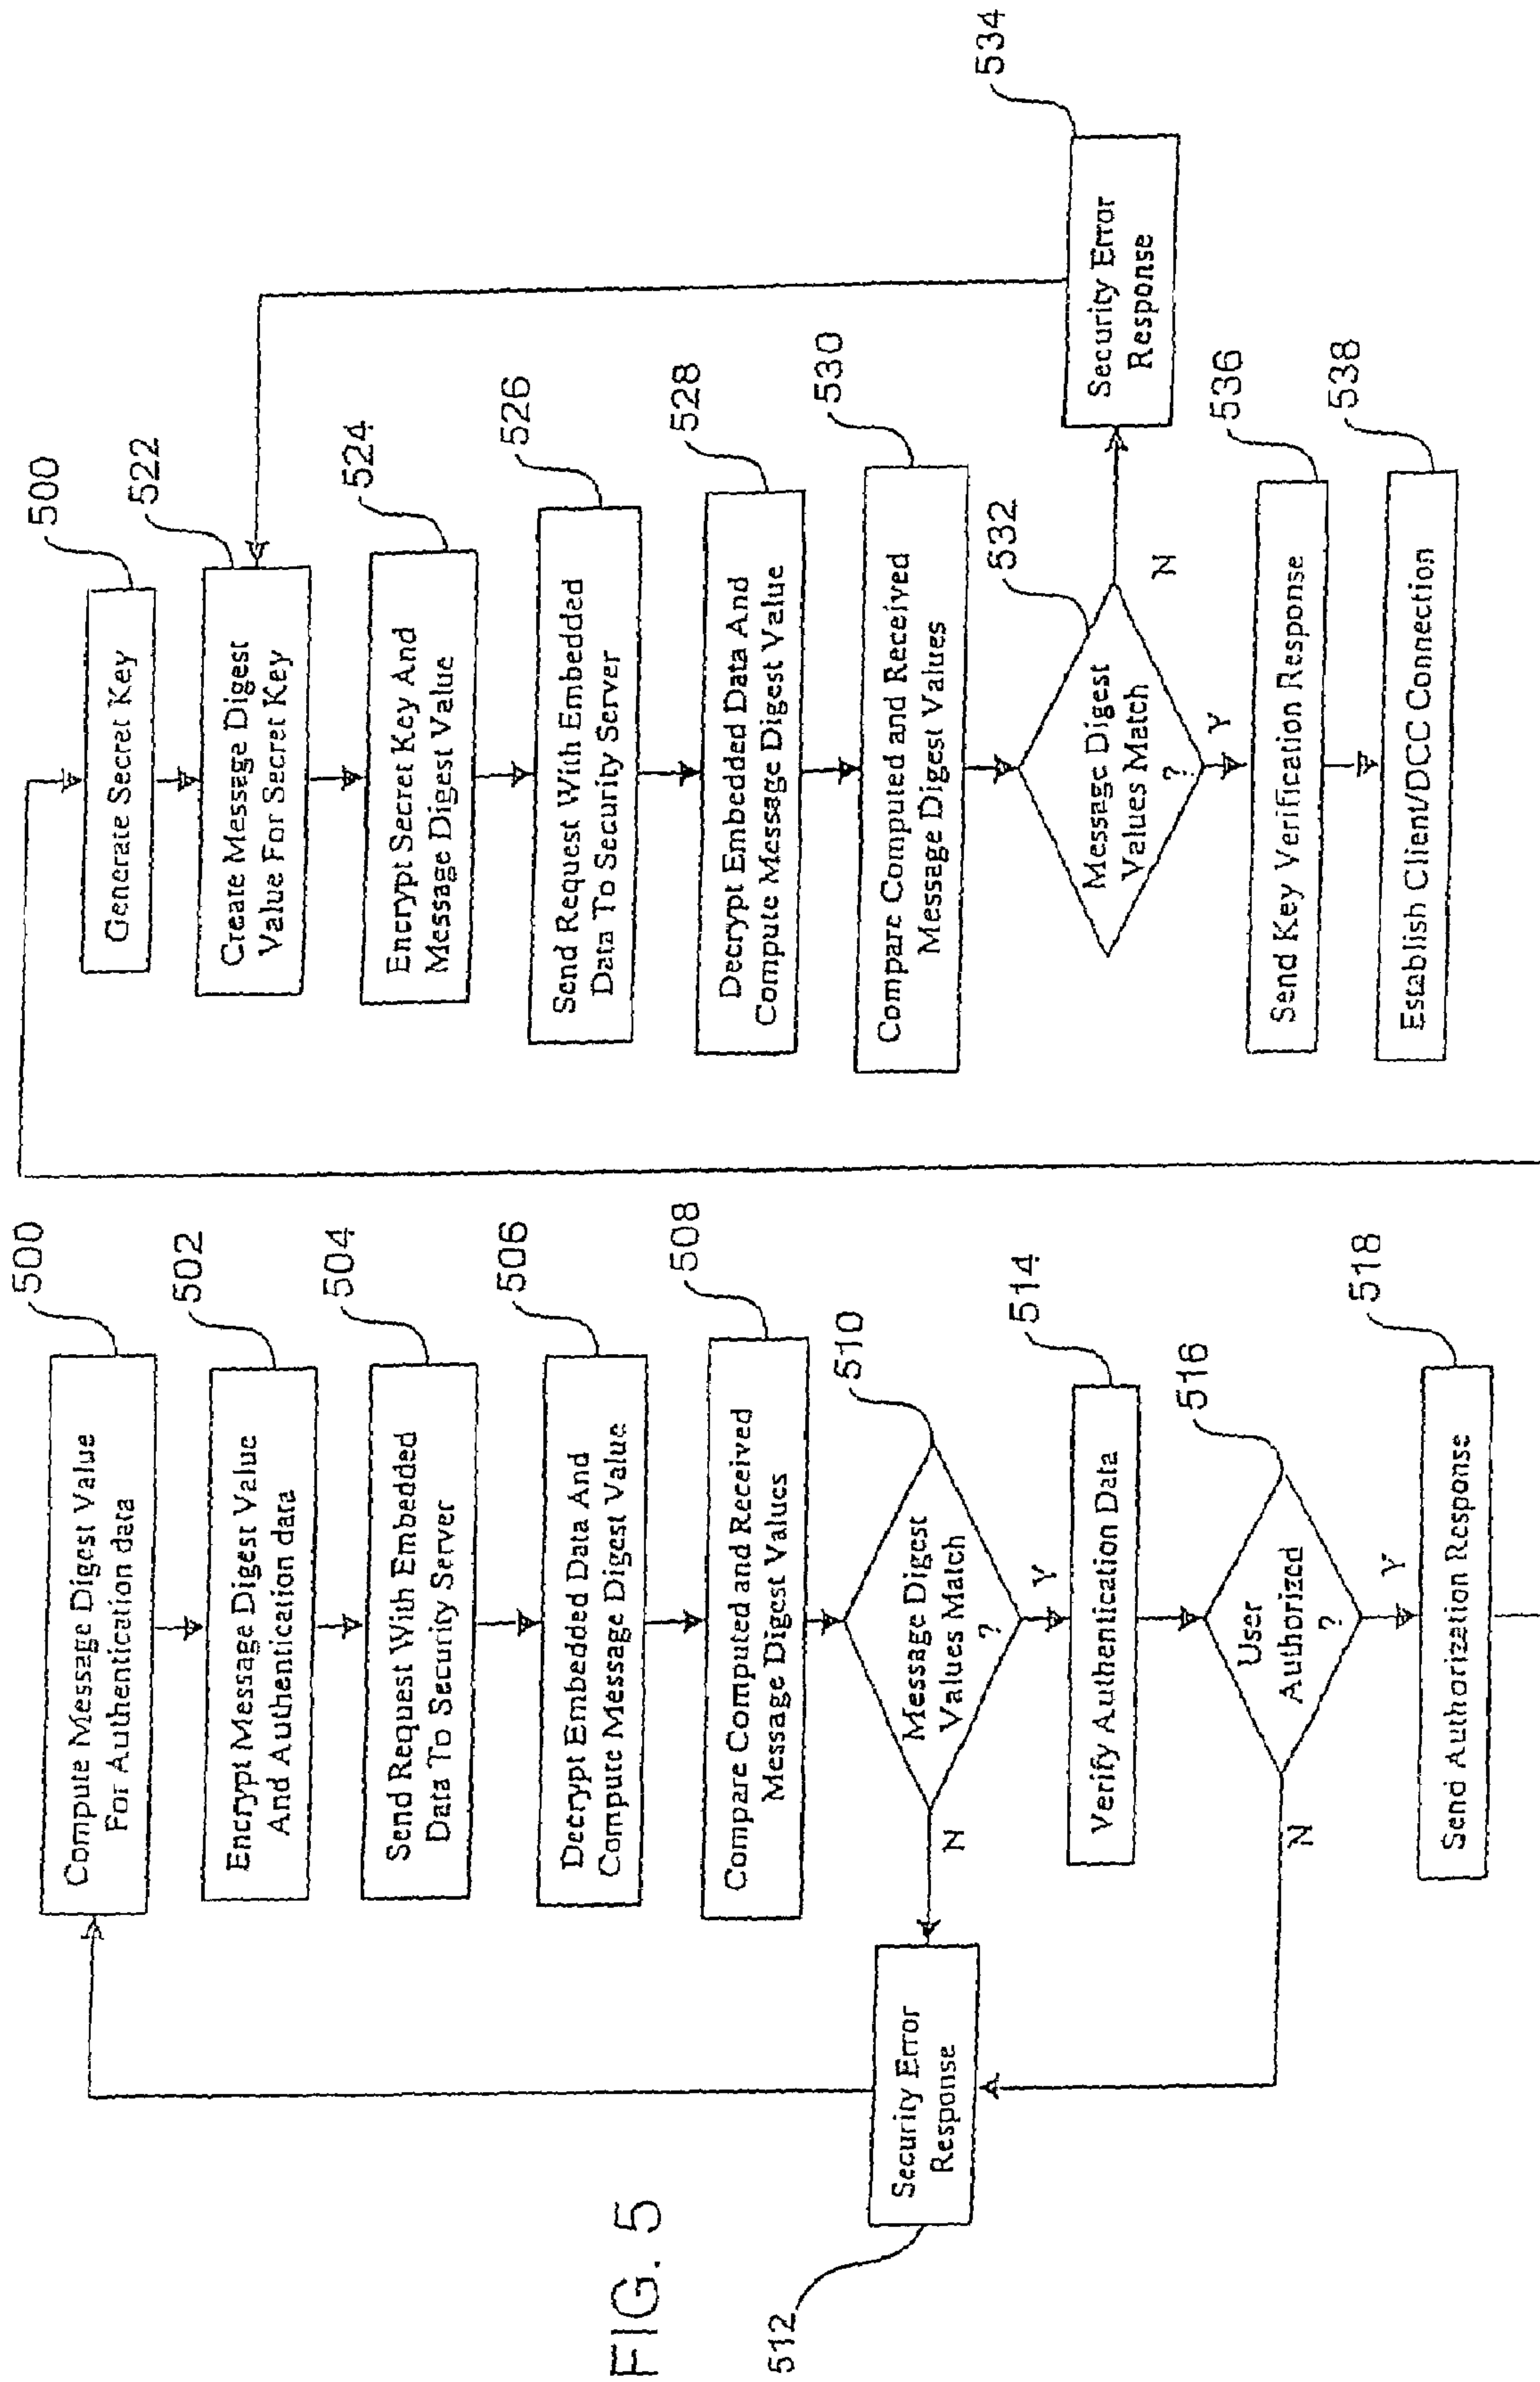 FIG. 5
500
Compute Message Digest Value
For Authentication data
502
Encrypt Message Value
And Authentication data
504
Send Request With Embedded
Data To Security Server
506
Decrypt Embedded Data And
Compute Message Digest Value
508
Compare Computed and Received
Message Digest Values
510
Message Digest
Values Match
?
N
Y
512
Security Error
Response
514
Verify Authentication Data
516
User
Authorized
?
N
Y
518
Send Authorization Response
500
Generate Secret Key
522
Create Message Digest
Value For Secret Key
524
Encrypt Secret Key And
Message Digest Value
526
Send Request With Embedded
Data To Security Server
528
Decrypt Embedded Data And
Compute Message Digest Value
530
Compare Computed and Received
Message Digest Values
532
Message Digest
Values Match
?
N
Y
534
Security Error
Response
536
Send Key Verification Response
538
Establish Client/DCC Connection